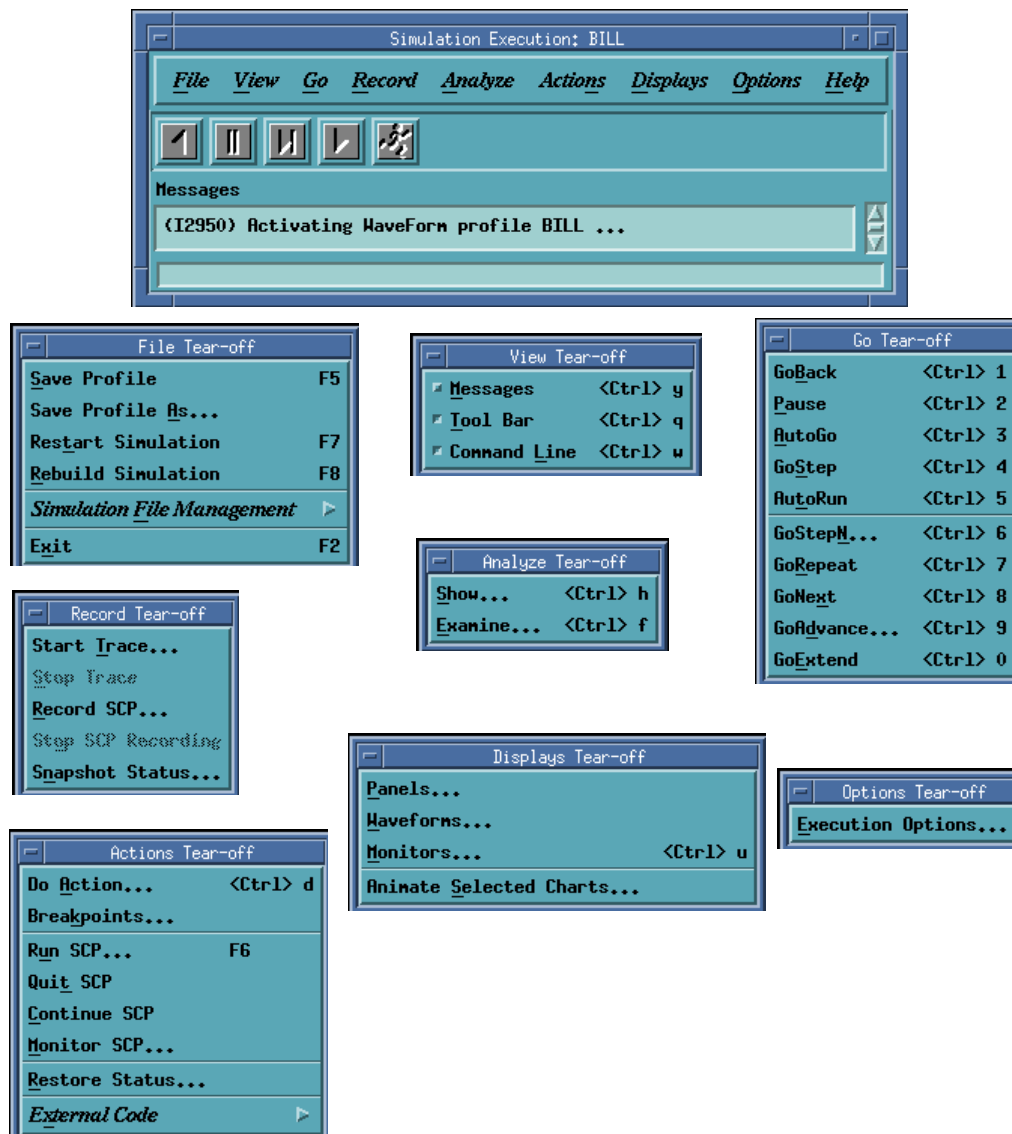 Simulation Execution: BILL
File View Go Record Analyze Actions Displays Options Help
Messages
(I2950) Activating WaveForm profile BILL ...
File Tear-off
Save Profile F5
Save Profile As...
Restart Simulation F7
Rebuild Simulation F8
Simulation File Management
Exit F2
View Tear-off
Messages <Ctrl> y
Tool Bar <Ctrl> q
Command Line <Ctrl> w
Go Tear-off
GoBack <Ctrl> 1
Pause <Ctrl> 2
AutoGo <Ctrl> 3
GoStep <Ctrl> 4
AutoRun <Ctrl> 5
GoStepN... <Ctrl> 6
GoRepeat <Ctrl> 7
GoNext <Ctrl> 8
GoAdvance... <Ctrl> 9
GoExtend <Ctrl> 0
Analyze Tear-off
Show... <Ctrl> h
Examine... <Ctrl> f
Record Tear-off
Start Trace...
Stop Trace
Record SCP...
Stop SCP Recording
Snapshot Status...
Displays Tear-off
Panels...
Waveforms...
Monitors... <Ctrl> u
Animate Selected Charts...
Options Tear-off
Execution Options...
Actions Tear-off
Do Action... <Ctrl> d
Breakpoints...
Run SCP... F6
Quit SCP
Continue SCP
Monitor SCP...
Restore Status...
External Code